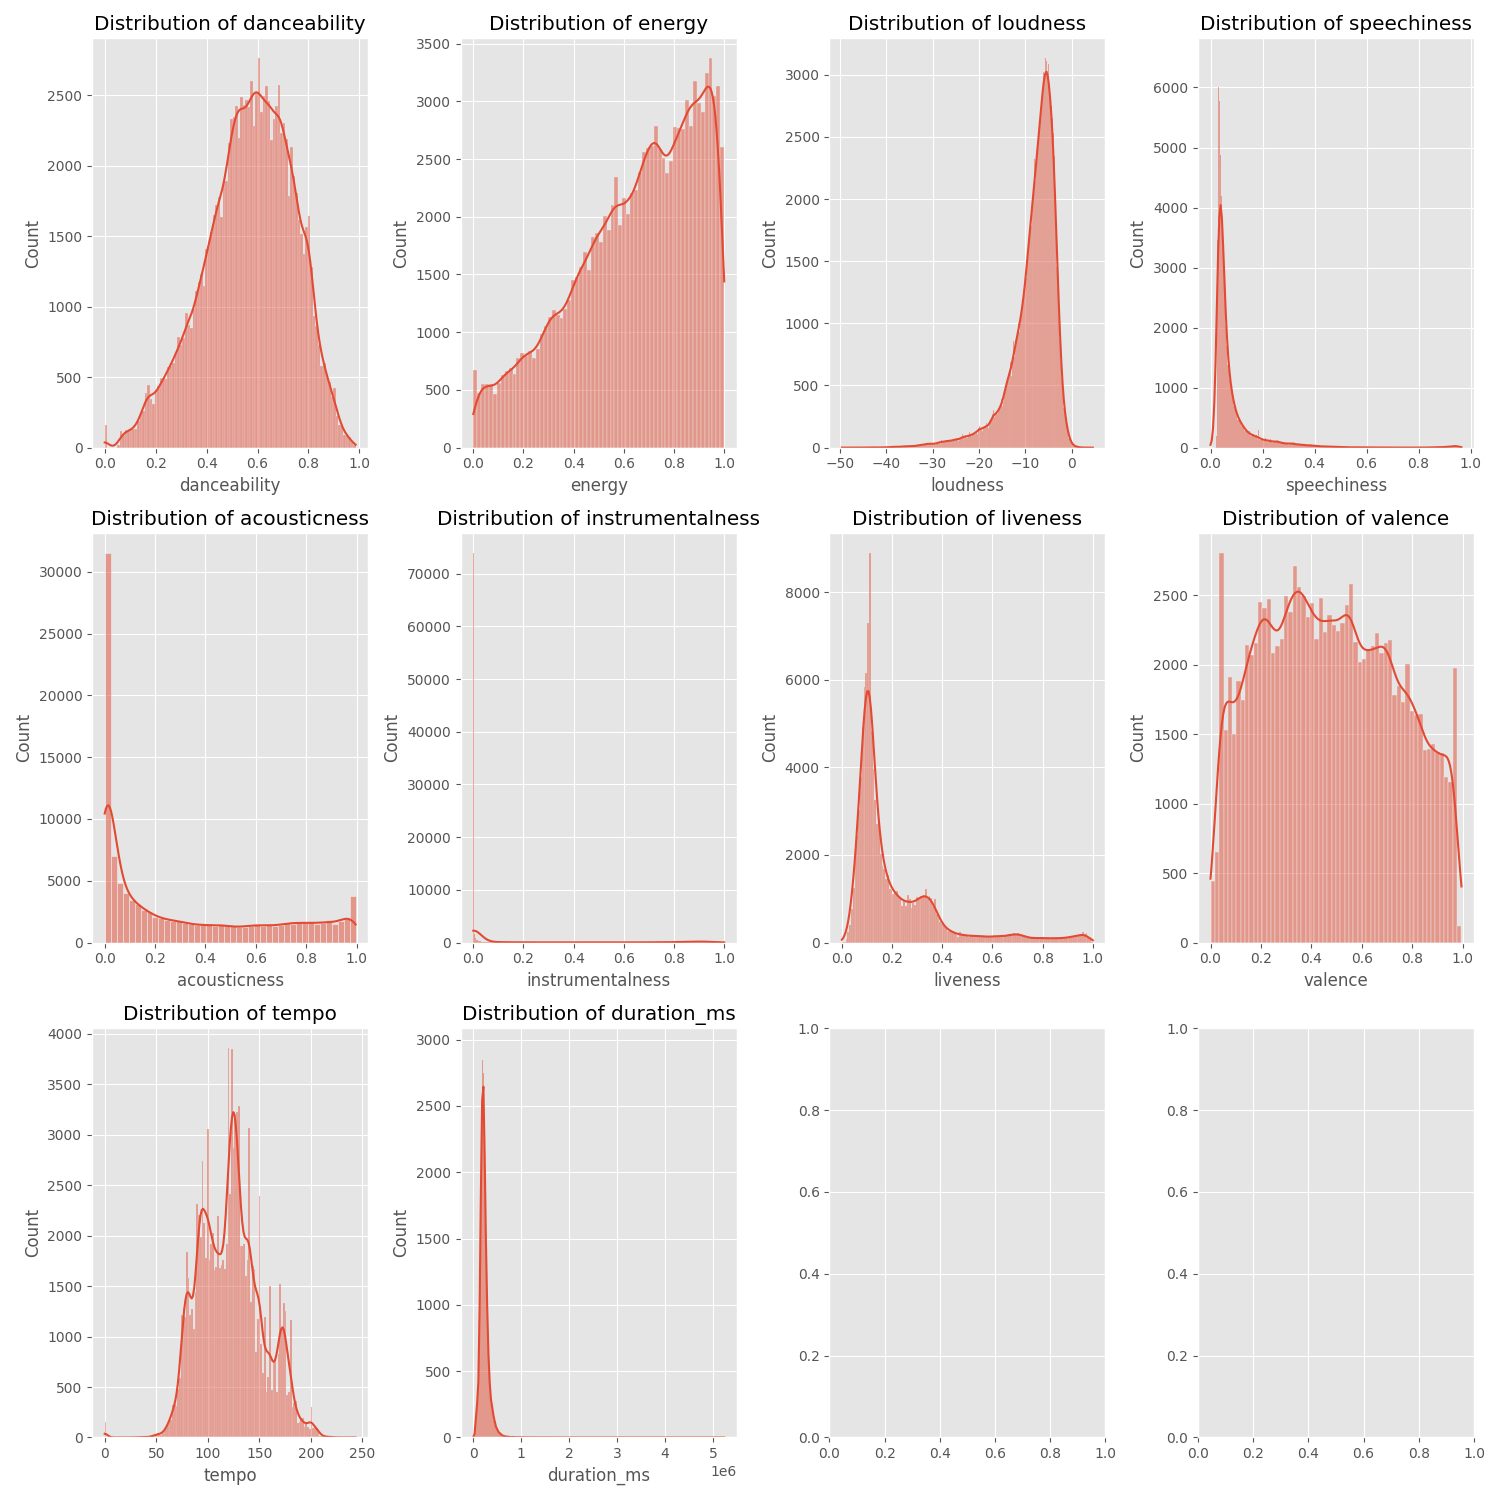 Distribution of danceability
Distribution of energy
Distribution of loudness
Distribution of speechiness
2500
2000
1500
1000
500
0
Count
0.0 0.2 0.4 0.6 0.8 1.0
danceability
3500
3000
2500
2000
1500
1000
500
0
Count
0.0 0.2 0.4 0.6 0.8 1.0
energy
3000
2500
2000
1500
1000
500
0
Count
−50 −40 −30 −20 −10 0
loudness
6000
5000
4000
3000
2000
1000
0
Count
0.0 0.2 0.4 0.6 0.8 1.0
speechiness
Distribution of acousticness
Distribution of instrumentalness
Distribution of liveness
Distribution of valence
30000
25000
20000
15000
10000
5000
0
Count
0.0 0.2 0.4 0.6 0.8 1.0
acousticness
70000
60000
50000
40000
30000
20000
10000
0
Count
0.0 0.2 0.4 0.6 0.8 1.0
instrumentalness
8000
6000
4000
2000
0
Count
0.0 0.2 0.4 0.6 0.8 1.0
liveness
2500
2000
1500
1000
500
0
Count
0.0 0.2 0.4 0.6 0.8 1.0
valence
Distribution of tempo
Distribution of duration_ms
4000
3500
3000
2500
2000
1500
1000
500
0
Count
0 50 100 150 200 250
tempo
3000
2500
2000
1500
1000
500
0
Count
0 1 2 3 4 5
1e6
duration_ms
1.0
0.8
0.6
0.4
0.2
0.0
0.0 0.2 0.4 0.6 0.8 1.0
1.0
0.8
0.6
0.4
0.2
0.0
0.0 0.2 0.4 0.6 0.8 1.0